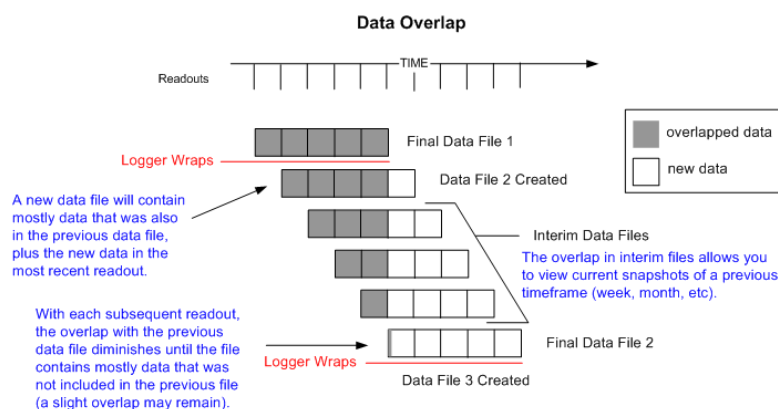 Data Overlap
TIME
Readouts
overlapped data
new data
Final Data File 1
Logger Wraps
Data File 2 Created
A new data file will contain
mostly data that was also
in the previous data file,
plus the new data in the
most recent readout.
Interim Data Files
The overlap in interim files allows you
to view current snapshots of a previous
timeframe (week, month, etc).
With each subsequent readout,
the overlap with the previous
data file diminishes until the file
contains mostly data that was
not included in the previous file
(a slight overlap may remain).
Final Data File 2
Logger Wraps
Data File 3 Created